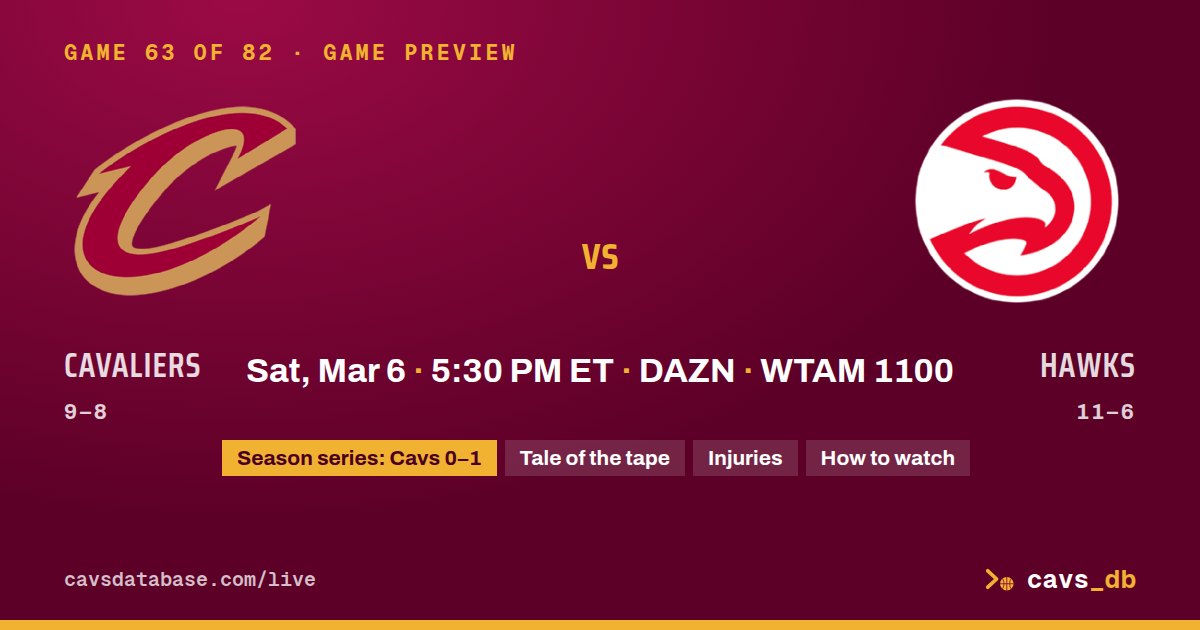 GAME 63 OF 82 · GAME PREVIEW
VS
CAVALIERS
Sat, Mar 6 · 5:30 PM ET · DAZN · WTAM 1100
HAWKS
9–8
11–6
Season series: Cavs 0–1
Tale of the tape
Injuries
How to watch
cavsdatabase.com/live
cavs_db